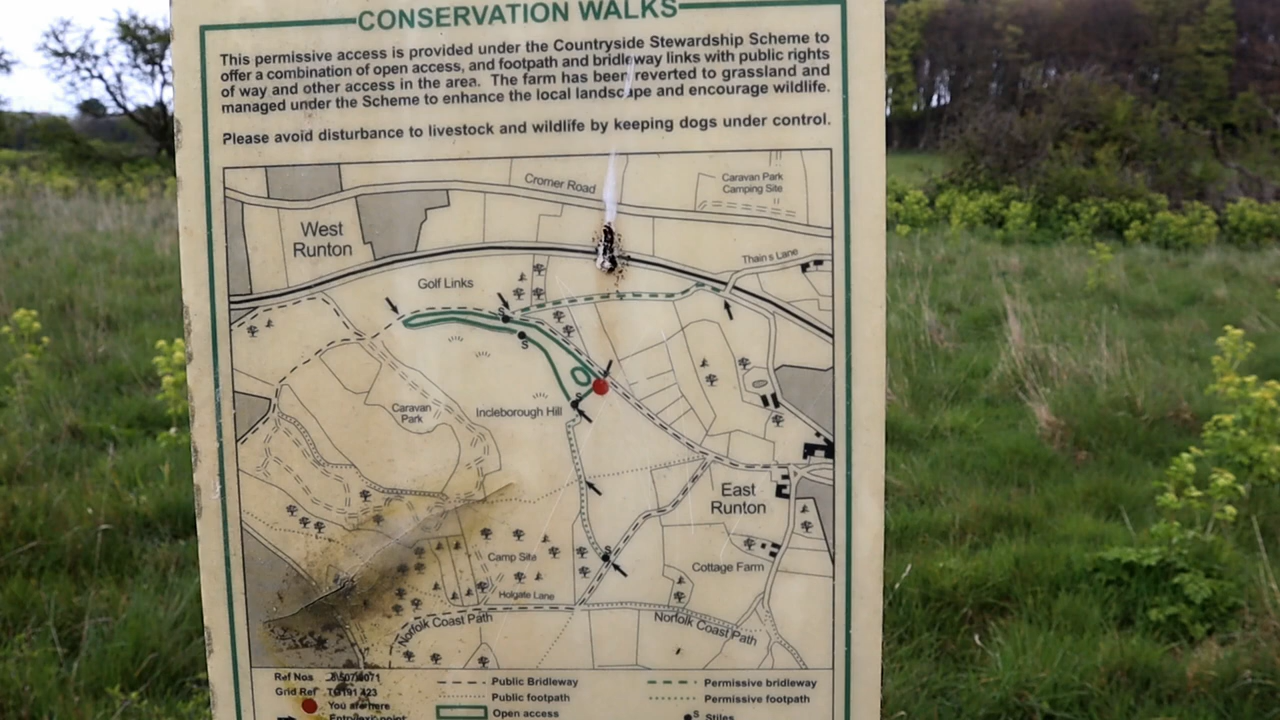 CONSERVATION WALKS
This permissive access is provided under the Countryside Stewardship Scheme to
offer a combination of open access, and footpath and bridleway links with public rights
of way and other access in the area. The farm has been reverted to grassland and
managed under the Scheme to enhance the local landscape and encourage wildlife.
Please avoid disturbance to livestock and wildlife by keeping dogs under control.
Cromer Road
Caravan Park
Camping Site
West
Runton
Thain's Lane
Golf Links
S
S
Caravan
Park
Incleborough Hill
S
East
Runton
S
Camp Site
Cottage Farm
Holgate Lane
Norfolk Coast Path
Norfolk Coast Path
Ref Nos
Grid Ref TG191 423
You are here
Entry/exit point
Public Bridleway
Public footpath
Open access
Permissive bridleway
Permissive footpath
S Stiles